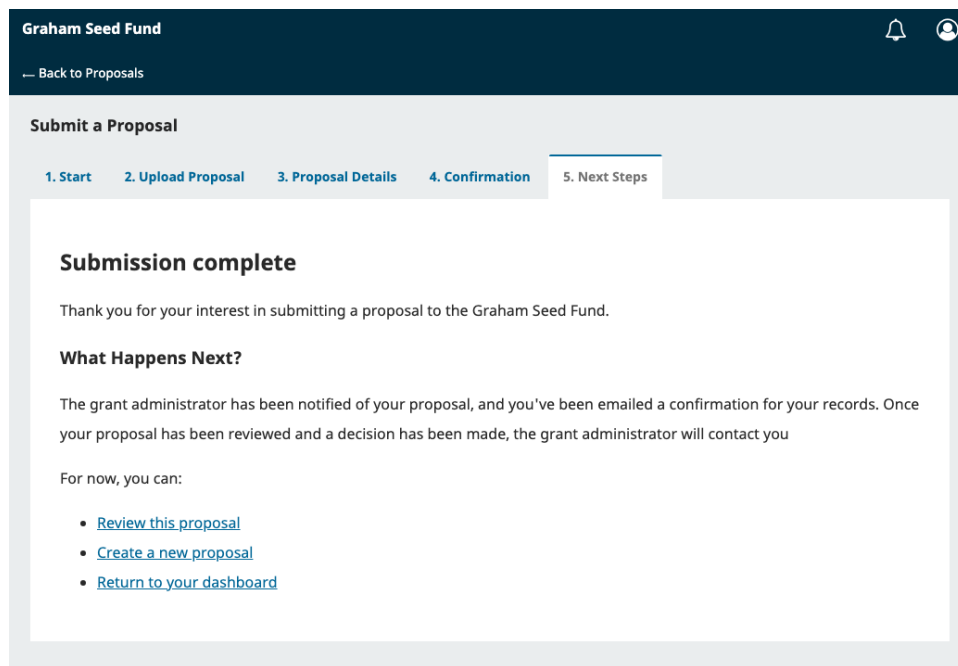 Graham Seed Fund
← Back to Proposals
Submit a Proposal
1. Start 2. Upload Proposal 3. Proposal Details 4. Confirmation 5. Next Steps
Submission complete
Thank you for your interest in submitting a proposal to the Graham Seed Fund.
What Happens Next?
The grant administrator has been notified of your proposal, and you've been emailed a confirmation for your records. Once
your proposal has been reviewed and a decision has been made, the grant administrator will contact you
For now, you can:
• Review this proposal
• Create a new proposal
• Return to your dashboard